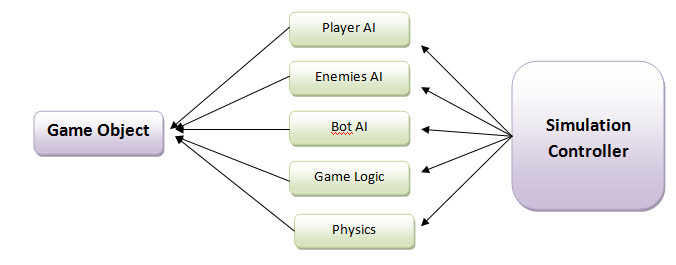 Player AI
Enemies AI
Game Object
Bot AI
Simulation
Controller
Game Logic
Physics